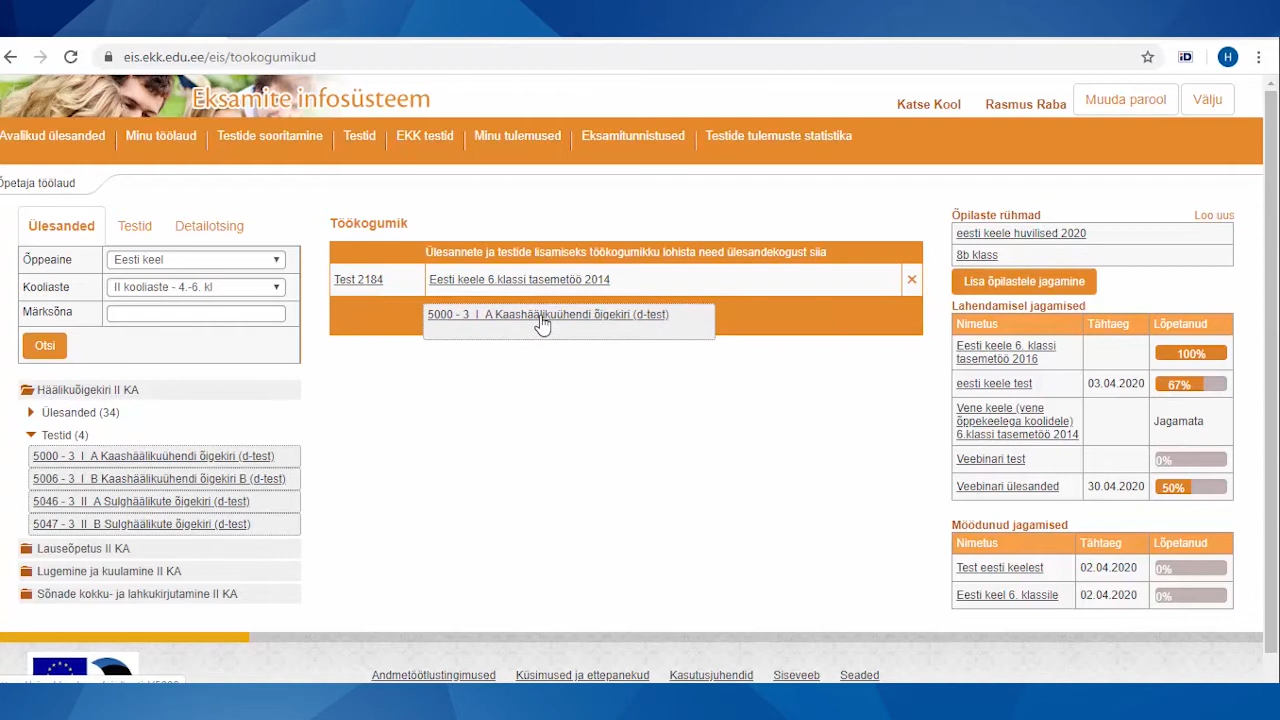 eis.ekk.edu.ee/eis/tookogumikud
iD
H
Eksamite infosüsteem
Katse Kool
Rasmus Raba
Muuda parool
Välju
Avalikud ülesanded
Minu töölaud
Testide sooritamine
Testid
EKK testid
Minu tulemused
Eksamitunnistused
Testide tulemuste statistika
Õpetaja töölaud
Ülesanded
Testid
Detailotsing
Õppeaine
Eesti keel
Kooliaste
II kooliaste - 4.-6. kl
Märksõna
Otsi
Häälikuõigekiri II KA
Ülesanded (34)
Testid (4)
5000 - 3_I_A Kaashäälikuühendi õigekiri (d-test)
5006 - 3_I_B Kaashäälikuühendi õigekiri B (d-test)
5046 - 3_II_A Sulghäälikute õigekiri (d-test)
5047 - 3_II_B Sulghäälikute õigekiri (d-test)
Lauseõpetus II KA
Lugemine ja kuulamine II KA
Sõnade kokku- ja lahkukirjutamine II KA
Töökogumik
Ülesannete ja testide lisamiseks töökogumikku lohista need ülesandekogust siia
Test 2184
Eesti keele 6.klassi tasemetöö 2014
×
5000 - 3_I_A Kaashäälikuühendi õigekiri (d-test)
Õpilaste rühmad
Loo uus
eesti keele huvilised 2020
8b klass
Lisa õpilastele jagamine
Lahendamisel jagamised
Nimetus
Tähtaeg
Lõpetanud
Eesti keele 6. klassi
tasemetöö 2016
100%
eesti keele test
03.04.2020
67%
Vene keele (vene
õppekeelega koolidele)
6.klassi tasemetöö 2014
Jagamata
Veebinari test
0%
Veebinari ülesanded
30.04.2020
50%
Möödunud jagamised
Nimetus
Tähtaeg
Lõpetanud
Test eesti keelest
02.04.2020
0%
Eesti keel 6. klassile
02.04.2020
0%
Andmetöötlustingimused
Küsimused ja ettepanekud
Kasutusjuhendid
Siseveeb
Seaded